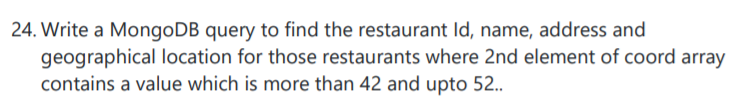 24. Write a MongoDB query to find the restaurant Id, name, address and
geographical location for those restaurants where 2nd element of coord array
contains a value which is more than 42 and upto 52..